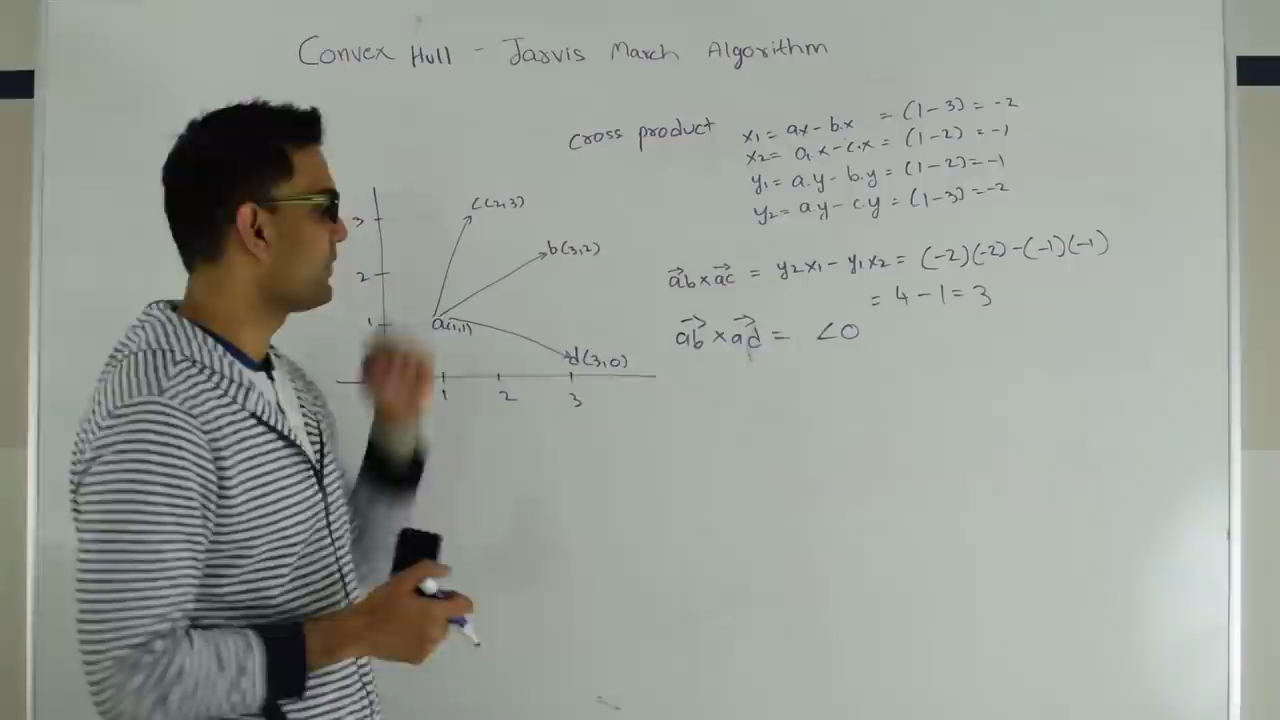 Convex Hull - Jarvis March Algorithm
cross product
x1 = ax - b.x = (1-3) = -2
x2 = a.x - c.x = (1-2) = -1
y1 = a.y - b.y = (1-2) = -1
y2 = a.y - c.y = (1-3) = -2
ab × ac = y2x1 - y1x2 = (-2)(-2) - (-1)(-1)
= 4 - 1 = 3
ab × ad = <0
3
c(2,3)
b(3,2)
2
1
a(1,1)
d(3,0)
1 2 3